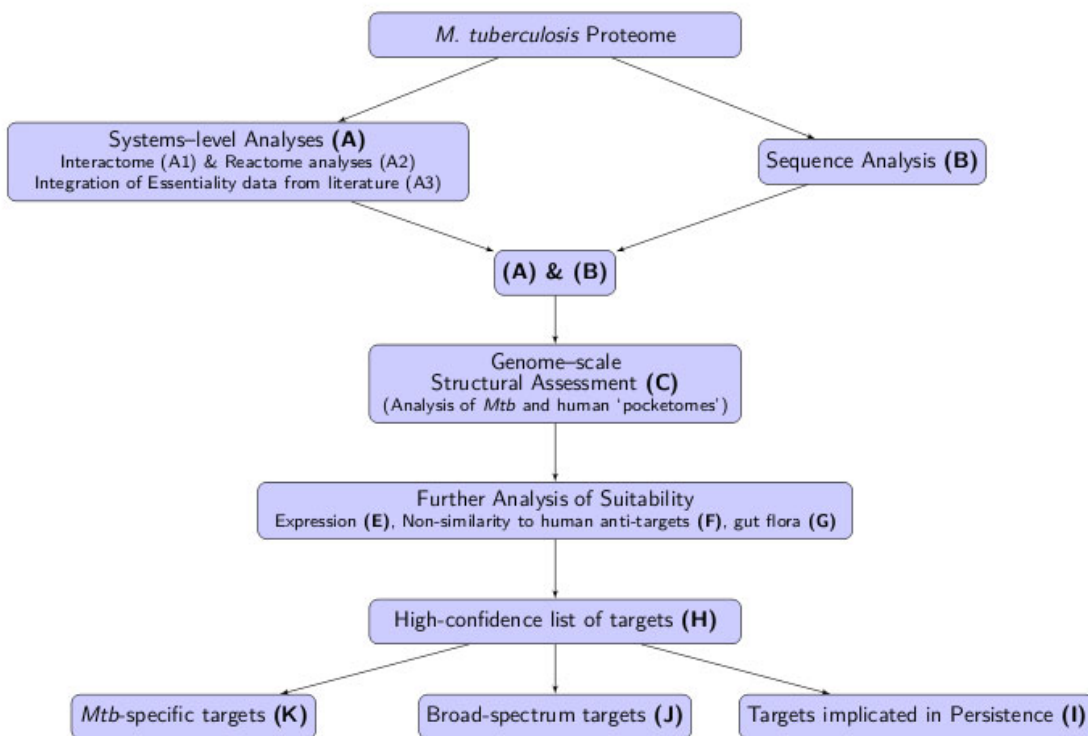 M. tuberculosis Proteome
Systems–level Analyses (A)
Interactome (A1) & Reactome analyses (A2)
Integration of Essentiality data from literature (A3)
Sequence Analysis (B)
(A) & (B)
Genome–scale
Structural Assessment (C)
(Analysis of Mtb and human ‘pocketomes’)
Further Analysis of Suitability
Expression (E), Non-similarity to human anti-targets (F), gut flora (G)
High-confidence list of targets (H)
Mtb-specific targets (K)
Broad-spectrum targets (J)
Targets implicated in Persistence (I)